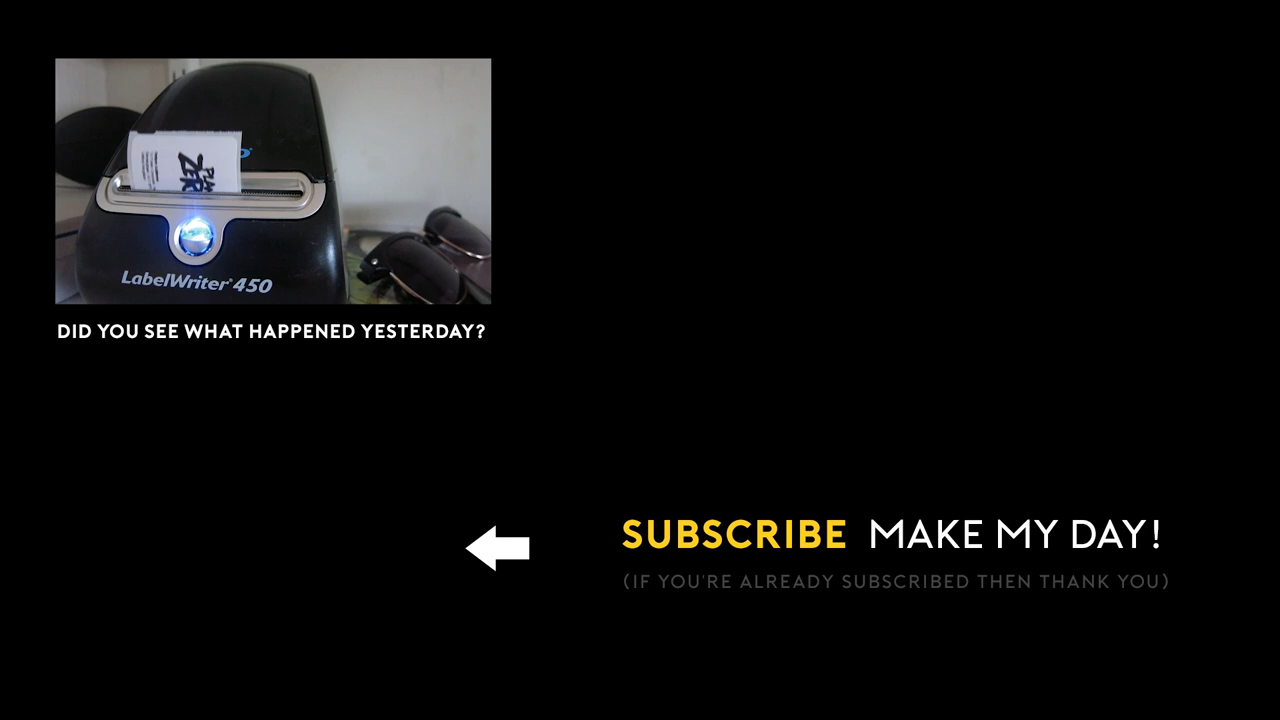 LabelWriter 450
DID YOU SEE WHAT HAPPENED YESTERDAY?
SUBSCRIBE MAKE MY DAY!
(IF YOU'RE ALREADY SUBSCRIBED THEN THANK YOU)